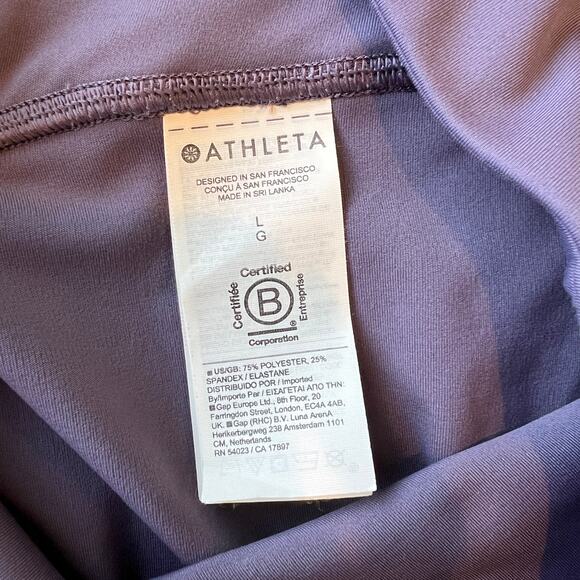 ATHLETA
DESIGNED IN SAN FRANCISCO
CONÇU À SAN FRANCISCO
MADE IN SRI LANKA
L
G
Certified
Certifiée
B
Entreprise
®
Corporation
US/GB: 75% POLYESTER, 25%
SPANDEX / ELASTANE
DISTRIBUIDO POR / Imported
By/Importe Par / ΕΙΣΑΓΕΤΑΙ ΑΠΟ ΤΗΝ:
Gap Europe Ltd., 8th Floor, 20
Farringdon Street, London, EC4A 4AB,
UK. Gap (RHC) B.V. Luna ArenA
Herikerbergweg 238 Amsterdam 1101
CM, Netherlands
RN 54023 / CA 17897